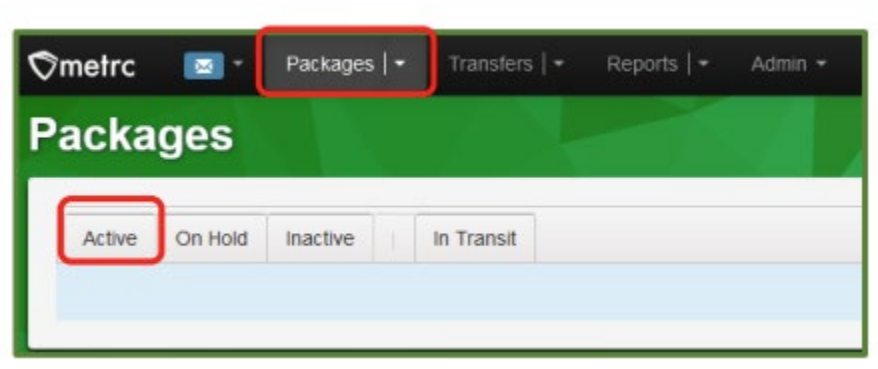 metrc Packages | Transfers | Reports | Admin
Packages
Active On Hold Inactive | In Transit